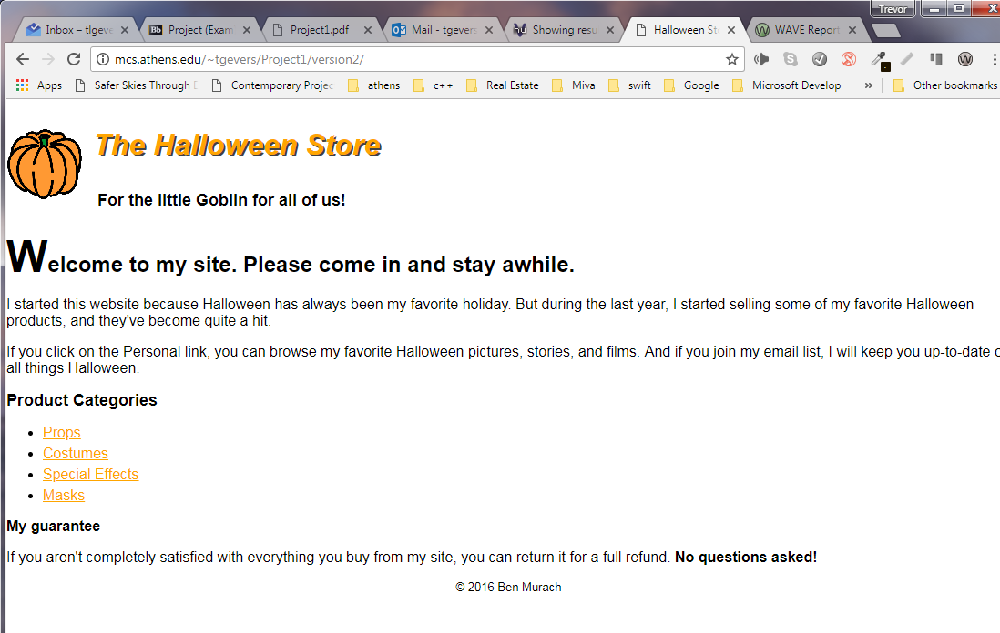 Trevor
Inbox – tlgeve
Project (Exam
Project1.pdf
Mail - tgevers
Showing resu
Halloween St
WAVE Report
mcs.athens.edu/~tgevers/Project1/version2/
Apps Safer Skies Through E Contemporary Projec athens c++ Real Estate Miva swift Google Microsoft Develop » Other bookmarks
The Halloween Store
For the little Goblin for all of us!
Welcome to my site. Please come in and stay awhile.
I started this website because Halloween has always been my favorite holiday. But during the last year, I started selling some of my favorite Halloween
products, and they've become quite a hit.
If you click on the Personal link, you can browse my favorite Halloween pictures, stories, and films. And if you join my email list, I will keep you up-to-date
all things Halloween.
Product Categories
• Props
• Costumes
• Special Effects
• Masks
My guarantee
If you aren't completely satisfied with everything you buy from my site, you can return it for a full refund. No questions asked!
© 2016 Ben Murach